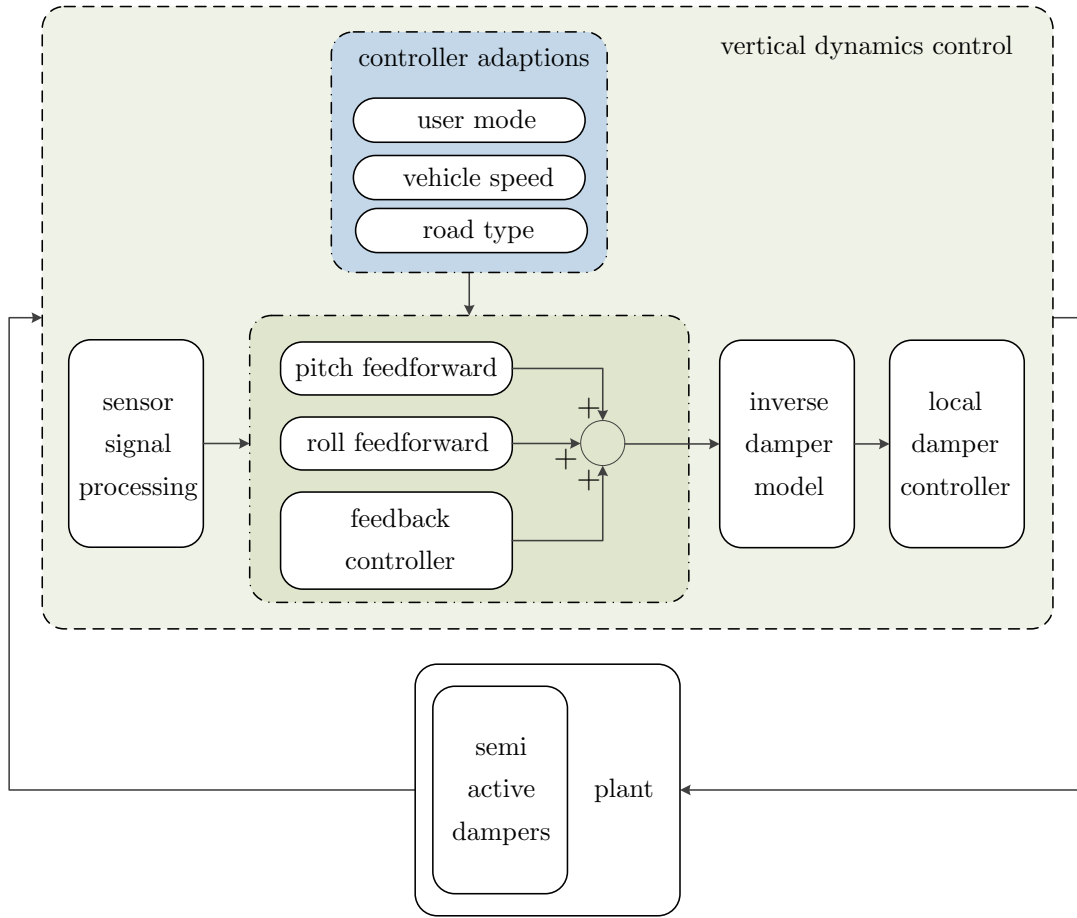 vertical dynamics control
controller adaptions
user mode
vehicle speed
road type
sensor
signal
processing
pitch feedforward
roll feedforward
feedback
controller
+
+
+
inverse
damper
model
local
damper
controller
semi
active
dampers
plant